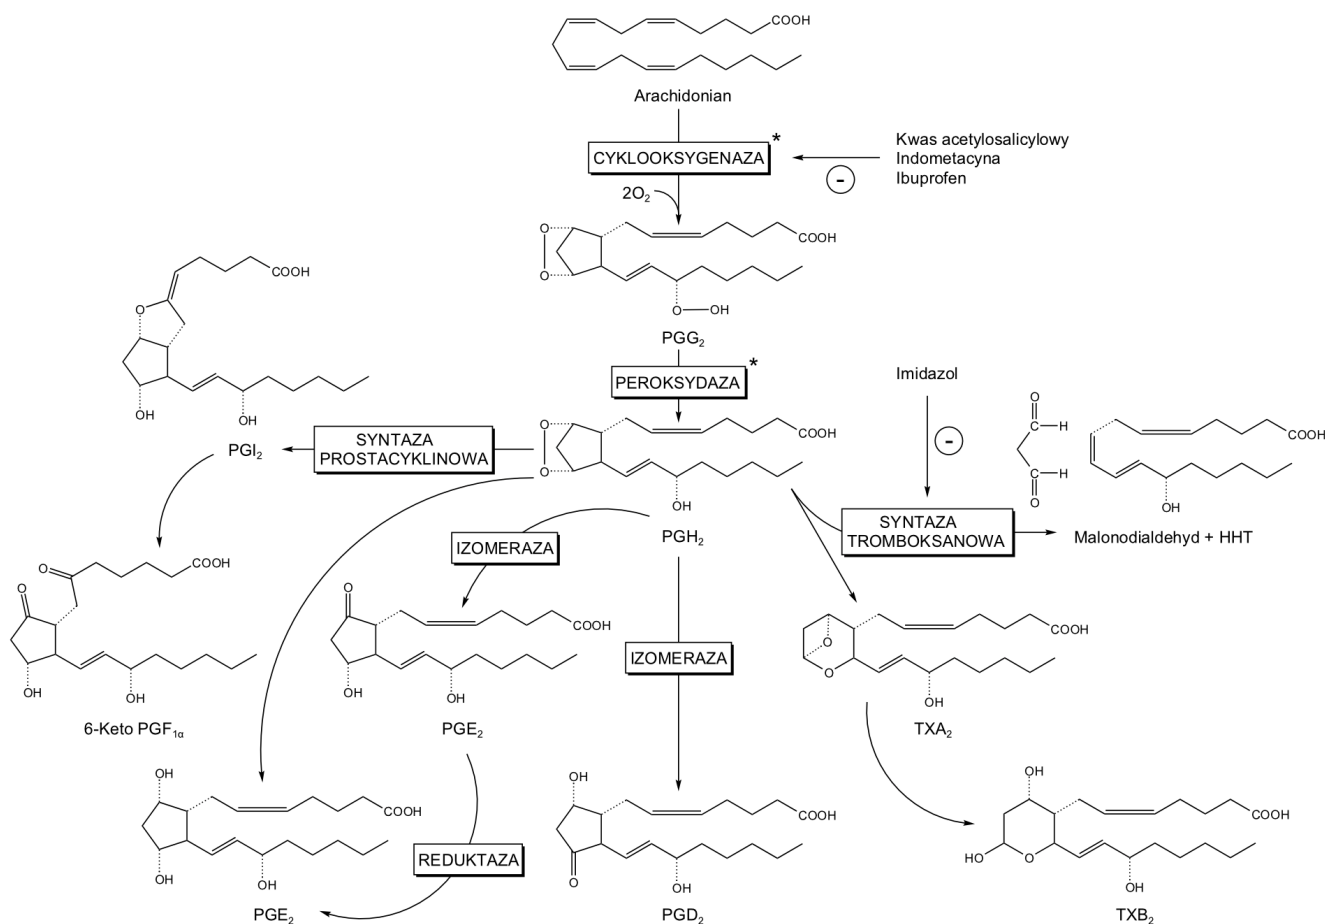 COOH
Arachidonian
*
CYKLOOKSYGENAZA
Kwas acetylosalicylowy
Indometacyna
Ibuprofen
-
2O₂
O
O
COOH
O
OH
PGG₂
COOH
O
OH
OH
PGI₂
*
PEROKSYDAZA
Imidazol
-
SYNTAZA
PROSTACYKLINOWA
O
O
COOH
OH
PGH₂
SYNTAZA
TROMBOKSANOWA
O
C
H
C
H
O
COOH
OH
Malonodialdehyd + HHT
IZOMERAZA
IZOMERAZA
O
O
COOH
OH
OH
6-Keto PGF₁α
O
COOH
OH
OH
PGE₂
O
O
COOH
OH
TXA₂
OH
COOH
OH
OH
PGE₂
REDUKTAZA
OH
COOH
O
OH
PGD₂
OH
COOH
HO
O
OH
TXB₂